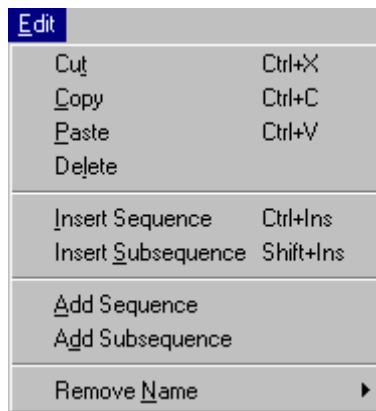 Edit
Cut Ctrl+X
Copy Ctrl+C
Paste Ctrl+V
Delete
Insert Sequence Ctrl+Ins
Insert Subsequence Shift+Ins
Add Sequence
Add Subsequence
Remove Name